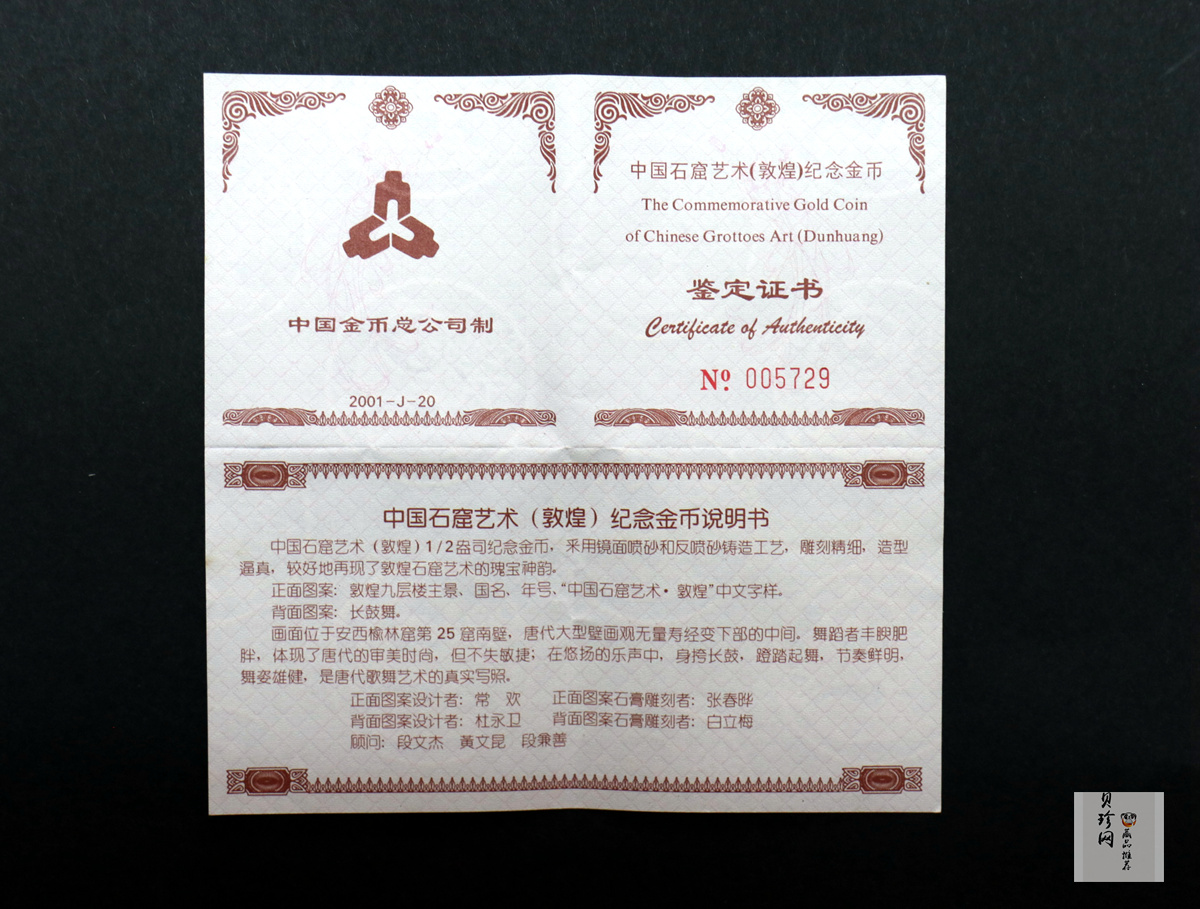 中国金币总公司制
2001-J-20
中国石窟艺术(敦煌)纪念金币
The Commemorative Gold Coin
of Chinese Grottoes Art (Dunhuang)
鉴定证书
Certificate of Authenticity
Nº 005729
中国石窟艺术（敦煌）纪念金币说明书
中国石窟艺术（敦煌）1/2盎司纪念金币，采用镜面喷砂和反喷砂铸造工艺，雕刻精细，造型
逼真，较好地再现了敦煌石窟艺术的瑰宝神韵。
正面图案：敦煌九层楼主景、国名、年号、“中国石窟艺术·敦煌”中文字样。
背面图案：长鼓舞。
画面位于安西榆林窟第25窟南壁，唐代大型壁画观无量寿经变下部的中间。舞蹈者丰腴肥
胖，体现了唐代的审美时尚，但不失敏捷；在悠扬的乐声中，身挎长鼓，蹬踏起舞，节奏鲜明，
舞姿雄健，是唐代歌舞艺术的真实写照。
正面图案设计者：常 欢 正面图案石膏雕刻者：张春晔
背面图案设计者：杜永卫 背面图案石膏雕刻者：白立梅
顾问：段文杰 黄文昆 段兼善
贝珍网
藏品推荐